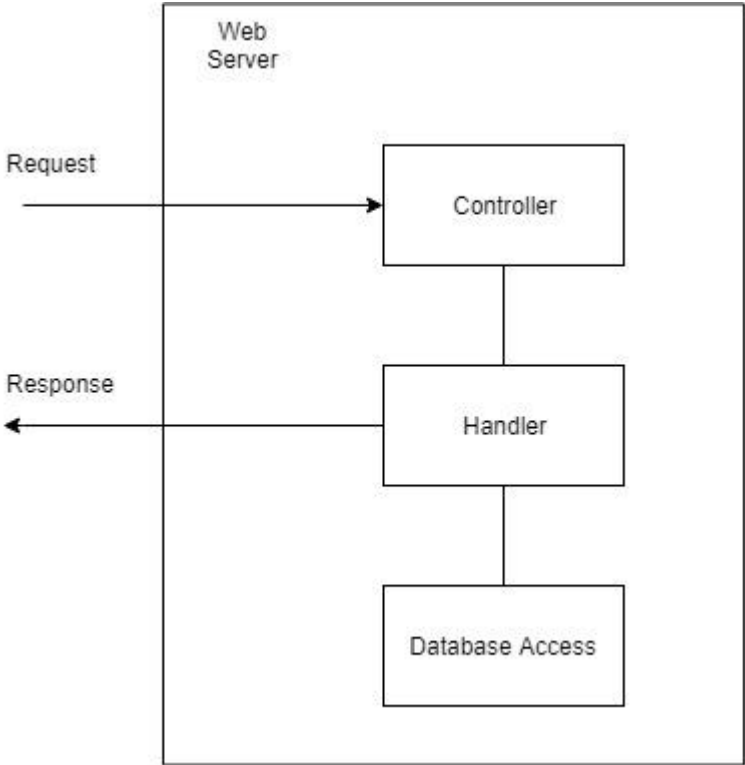 Web
Server
Request
Controller
Response
Handler
Database Access